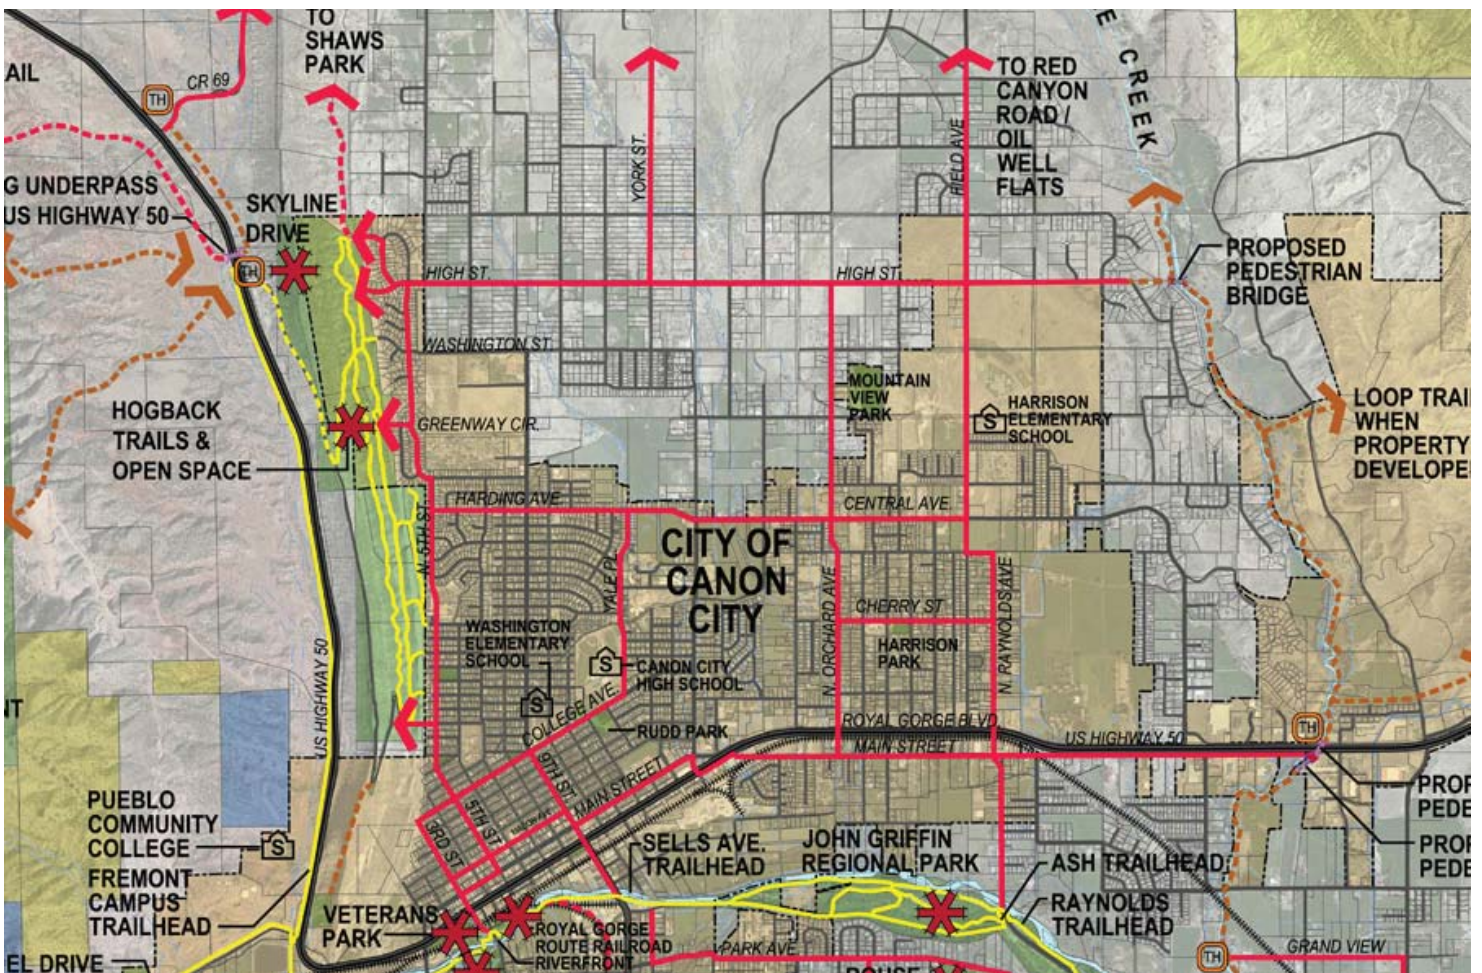 TO
SHAWS
PARK
AIL
CR 69
TH
G UNDERPASS
US HIGHWAY 50
SKYLINE
DRIVE
TH
YORK ST.
FIELD AVE
TO RED
CANYON
ROAD /
OIL
WELL
FLATS
E CREEK
PROPOSED
PEDESTRIAN
BRIDGE
HIGH ST.
HIGH ST.
WASHINGTON ST.
MOUNTAIN
VIEW
PARK
S
HARRISON
ELEMENTARY
SCHOOL
LOOP TRAI
WHEN
PROPERTY
DEVELOPE
HOGBACK
TRAILS &
OPEN SPACE
GREENWAY CIR.
HARDING AVE.
CENTRAL AVE.
N. 5TH ST.
CITY OF
CANON
CITY
YALE PL.
N. ORCHARD AVE
CHERRY ST
N. RAYNOLDS AVE
HARRISON
PARK
WASHINGTON
ELEMENTARY
SCHOOL
S
S
CANON CITY
HIGH SCHOOL
COLLEGE AVE.
RUDD PARK
US HIGHWAY 50
NT
ROYAL GORGE BLVD
MAIN STREET
US HIGHWAY 50
TH
9TH ST.
MAIN STREET
5TH ST.
3RD ST.
PROP
PEDE
PROP
PEDE
PUEBLO
COMMUNITY
COLLEGE
S
FREMONT
CAMPUS
TRAILHEAD
SELLS AVE.
TRAILHEAD
JOHN GRIFFIN
REGIONAL PARK
ASH TRAILHEAD
RAYNOLDS
TRAILHEAD
VETERANS
PARK
ROYAL GORGE
ROUTE RAILROAD
RIVERFRONT
PARK AVE.
TH
GRAND VIEW
EL DRIVE
ROUSE